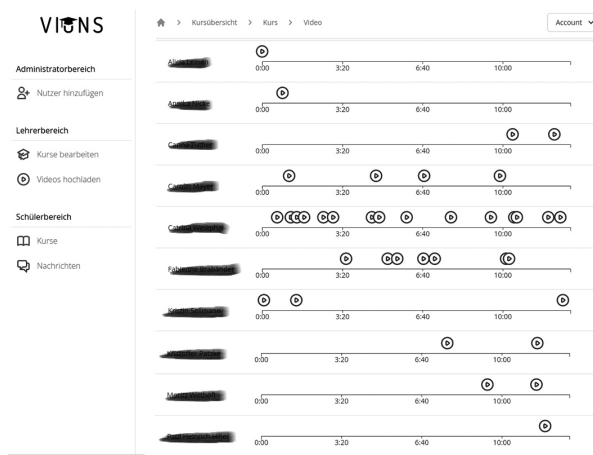 VIUNS
Kursübersicht > Kurs > Video
Account
Administratorbereich
Nutzer hinzufügen
Lehrerbereich
Kurse bearbeiten
Videos hochladen
Schülerbereich
Kurse
Nachrichten
0:00 3:20 6:40 10:00
0:00 3:20 6:40 10:00
0:00 3:20 6:40 10:00
0:00 3:20 6:40 10:00
0:00 3:20 6:40 10:00
0:00 3:20 6:40 10:00
0:00 3:20 6:40 10:00
0:00 3:20 6:40 10:00
0:00 3:20 6:40 10:00
0:00 3:20 6:40 10:00